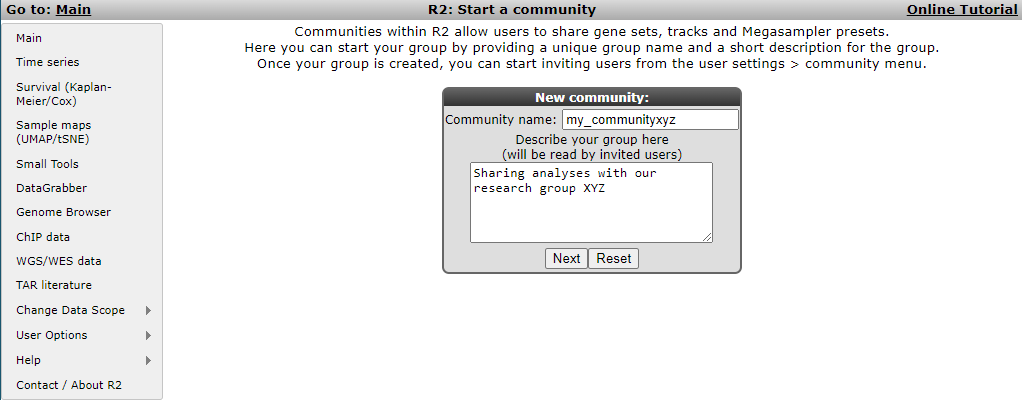 Go to: Main
R2: Start a community
Online Tutorial
Main
Time series
Survival (Kaplan-
Meier/Cox)
Sample maps
(UMAP/tSNE)
Small Tools
DataGrabber
Genome Browser
ChIP data
WGS/WES data
TAR literature
Change Data Scope
User Options
Help
Contact / About R2
Communities within R2 allow users to share gene sets, tracks and Megasampler presets.
Here you can start your group by providing a unique group name and a short description for the group.
Once your group is created, you can start inviting users from the user settings > community menu.
New community:
Community name: my_communityxyz
Describe your group here
(will be read by invited users)
Sharing analyses with our
research group XYZ
Next Reset